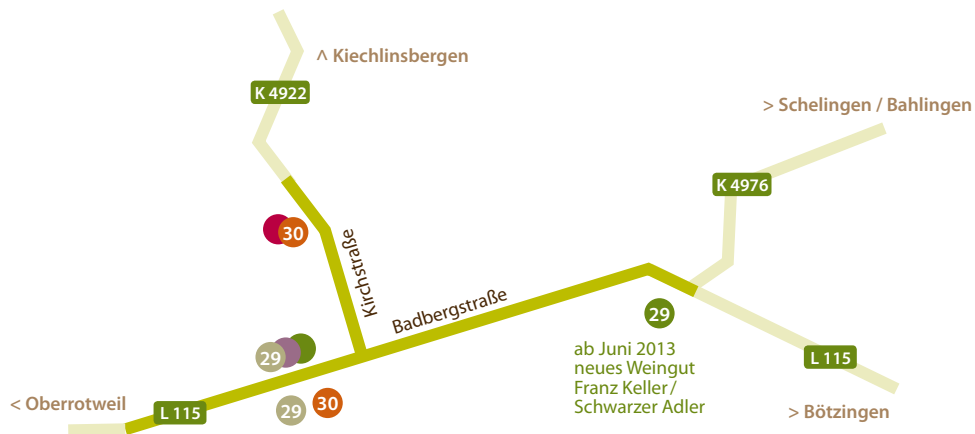 ^ Kiechlinsbergen
K 4922
> Schelingen / Bahlingen
K 4976
30
Kirchstraße
Badbergstraße
29
ab Juni 2013
neues Weingut
Franz Keller /
Schwarzer Adler
29
L 115
< Oberrotweil
L 115
29
30
> Bötzingen